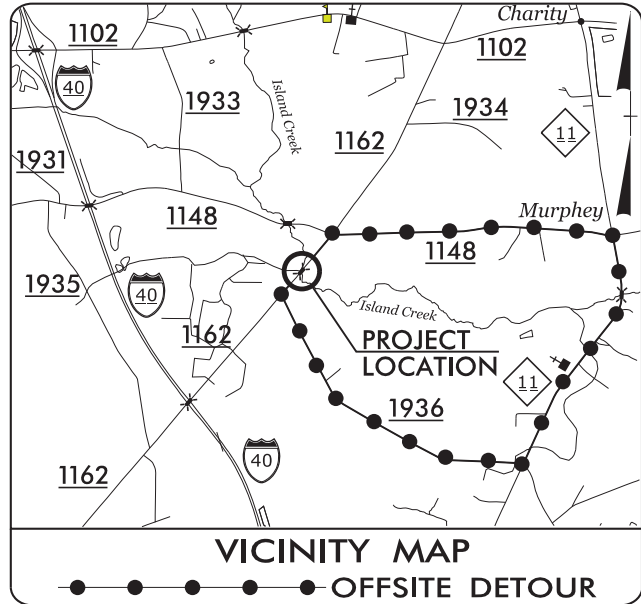 Charity
1102
1102
40
1933
Island
Creek
1934
1162
11
1931
1148
Murphey
1148
1935
40
Island Creek
1162
PROJECT
LOCATION
11
1936
40
1162
VICINITY MAP
OFFSITE DETOUR